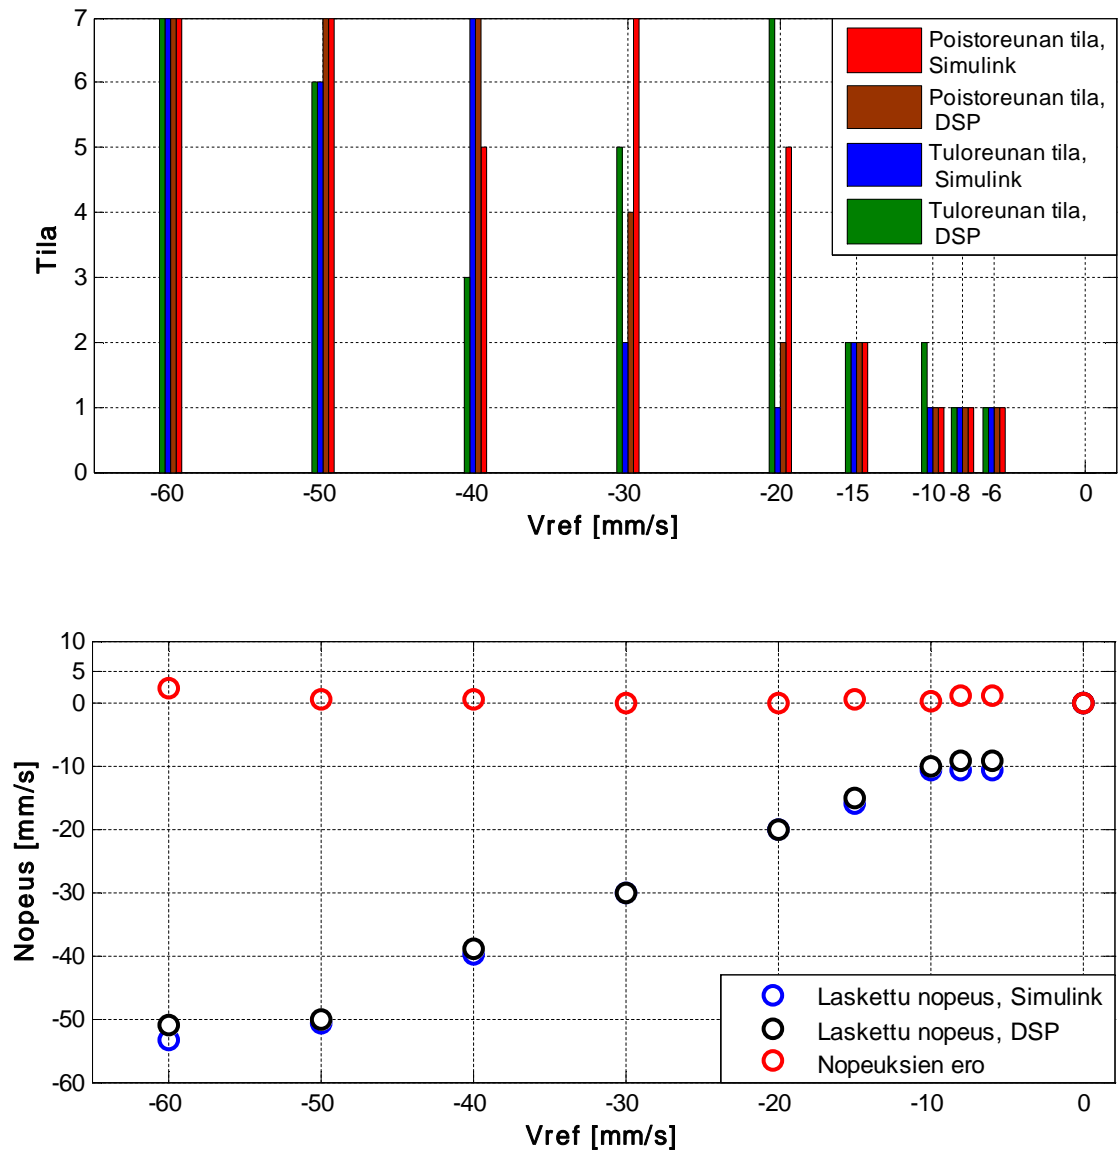 7
6
5
4
3
2
1
0
Tila
Poistoreunan tila,
Simulink
Poistoreunan tila,
DSP
Tuloreunan tila,
Simulink
Tuloreunan tila,
DSP
-60 -50 -40 -30 -20 -15 -10 -8 -6 0
Vref [mm/s]
10
5
0
-10
-20
-30
-40
-50
-60
Nopeus [mm/s]
Laskettu nopeus, Simulink
Laskettu nopeus, DSP
Nopeuksien ero
-60 -50 -40 -30 -20 -10 0
Vref [mm/s]